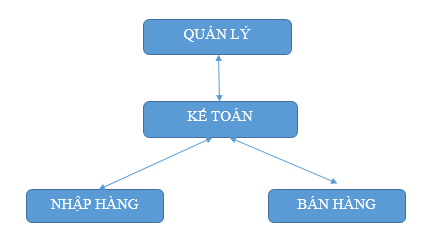 QUẢN LÝ
KẾ TOÁN
NHẬP HÀNG
BÁN HÀNG